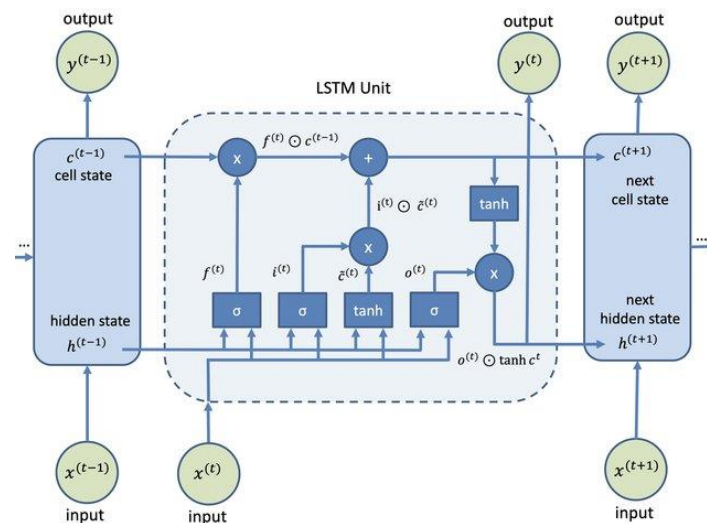 output
output
output
y^(t-1)
y^(t)
y^(t+1)
LSTM Unit
c^(t-1)
cell state
x
f^(t) ⊙ c^(t-1)
+
c^(t+1)
next
cell state
tanh
i^(t) ⊙ c̃^(t)
x
f^(t)
i^(t)
c̃^(t)
o^(t)
x
...
...
σ
σ
tanh
σ
hidden state
h^(t-1)
next
hidden state
h^(t+1)
o^(t) ⊙ tanh c^t
x^(t-1)
x^(t)
x^(t+1)
input
input
input